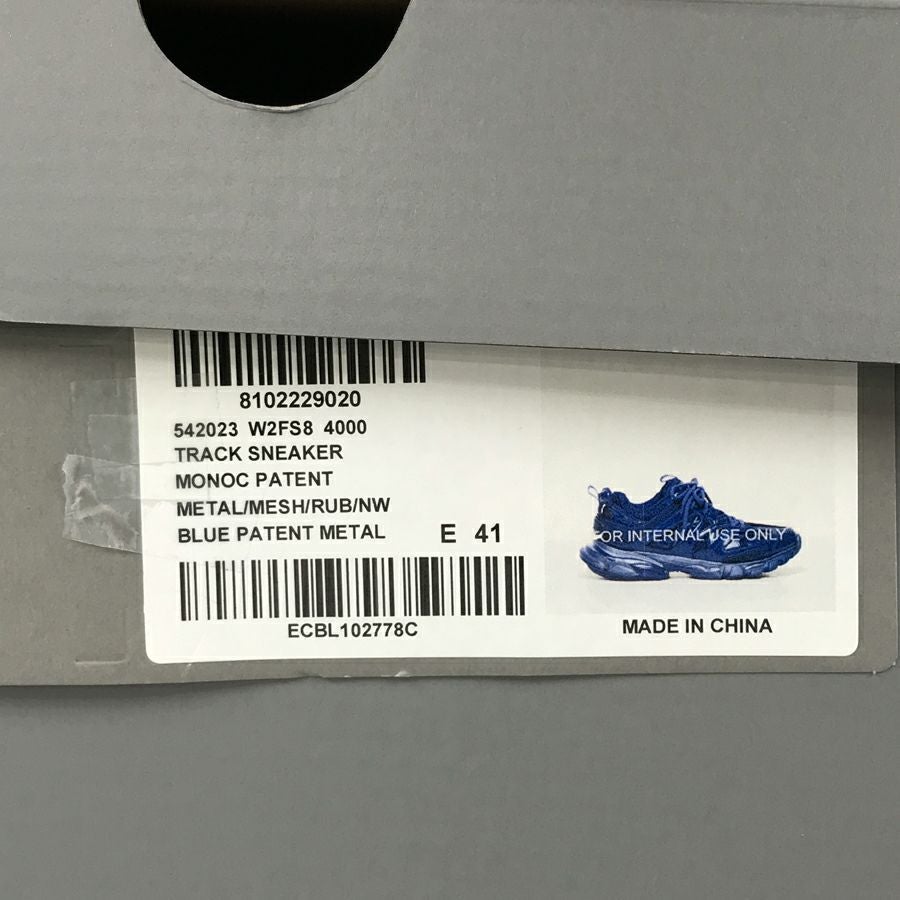 8102229020
542023 W2FS8 4000
TRACK SNEAKER
MONOC PATENT
METAL/MESH/RUB/NW
BLUE PATENT METAL E 41
ECBL102778C
FOR INTERNAL USE ONLY
MADE IN CHINA